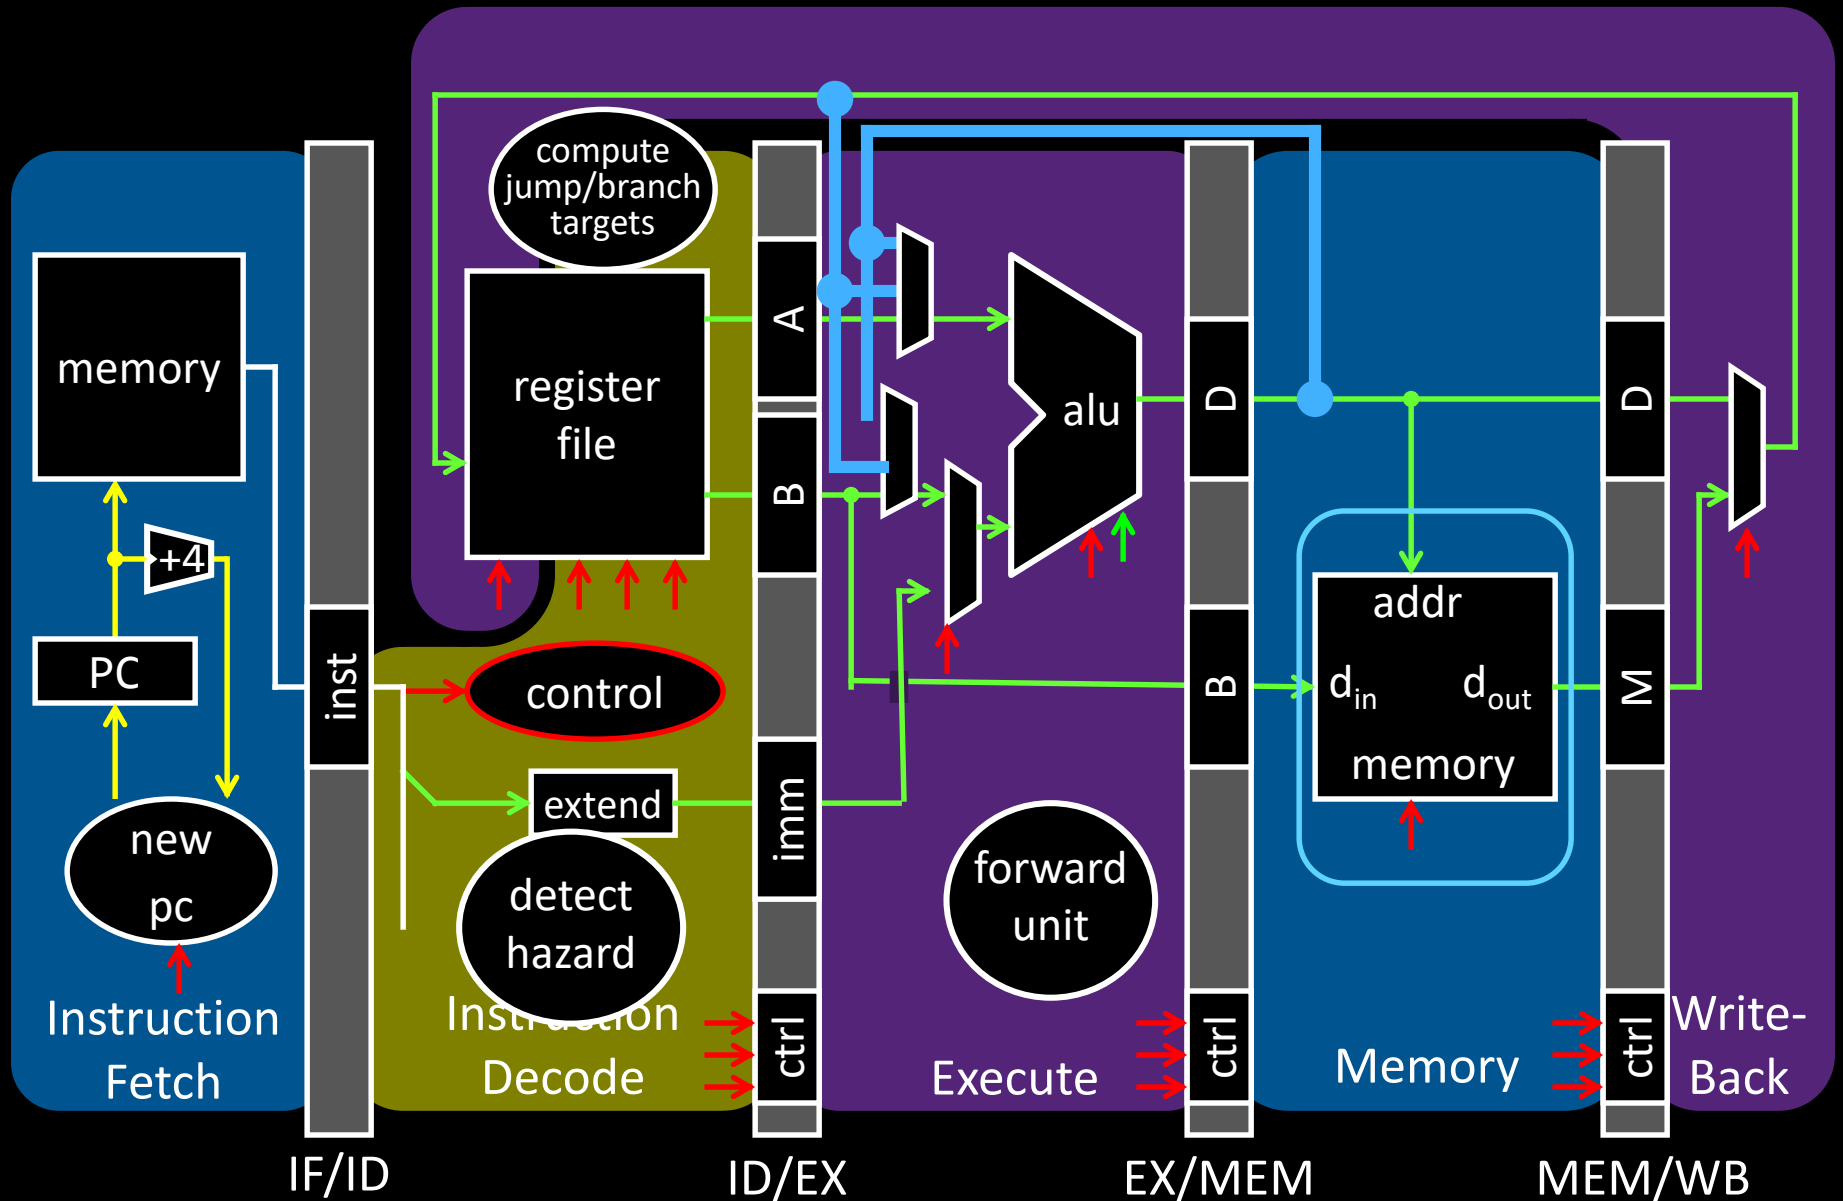 compute
jump/branch
targets
memory
+4
PC
new
pc
Instruction
Fetch
inst
register
file
control
extend
detect
hazard
Instruction
Decode
A
B
imm
ctrl
alu
forward
unit
Execute
D
B
ctrl
addr
din
dout
memory
Memory
D
M
ctrl
Write-
Back
IF/ID
ID/EX
EX/MEM
MEM/WB